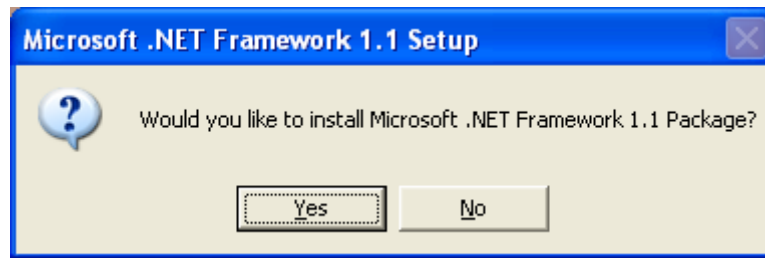 Microsoft .NET Framework 1.1 Setup
Would you like to install Microsoft .NET Framework 1.1 Package?
Yes
No